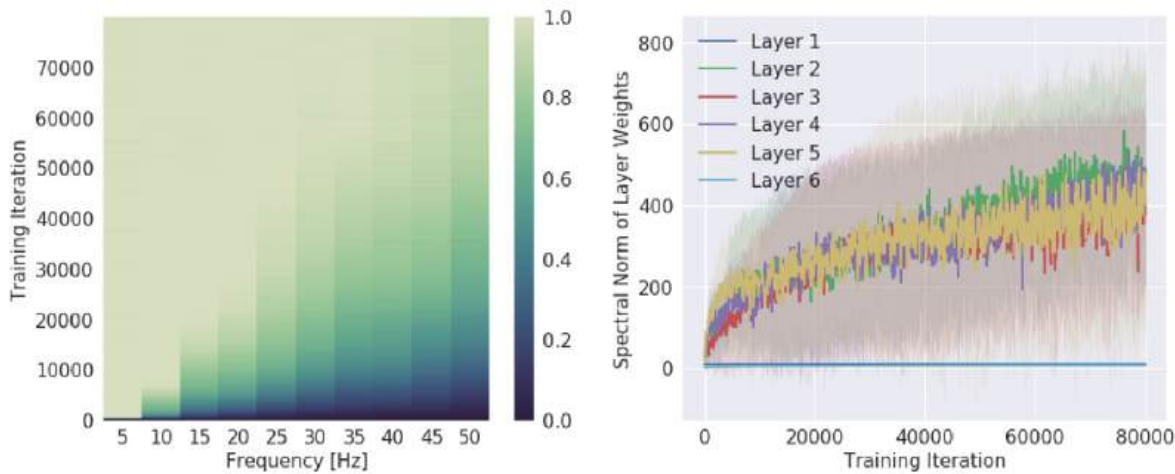 70000
60000
50000
40000
30000
20000
10000
0
Training Iteration
5 10 15 20 25 30 35 40 45 50
Frequency [Hz]
1.0
0.8
0.6
0.4
0.2
0.0
Spectral Norm of Layer Weights
800
600
400
200
0
Layer 1
Layer 2
Layer 3
Layer 4
Layer 5
Layer 6
0 20000 40000 60000 80000
Training Iteration